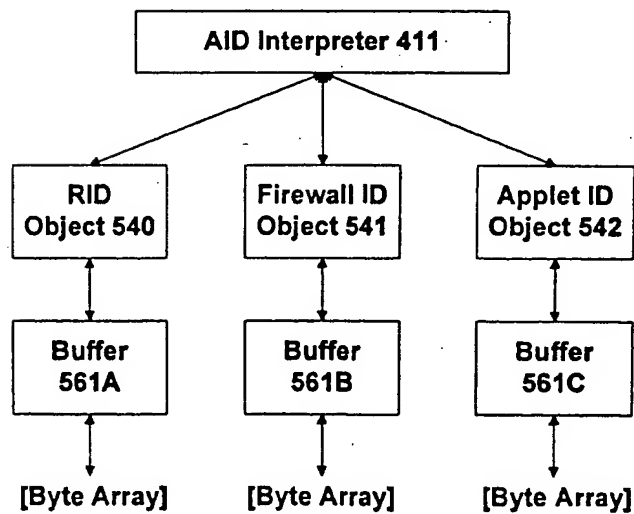 AID Interpreter 411
RID
Object 540
Firewall ID
Object 541
Applet ID
Object 542
Buffer
561A
Buffer
561B
Buffer
561C
[Byte Array]
[Byte Array]
[Byte Array]